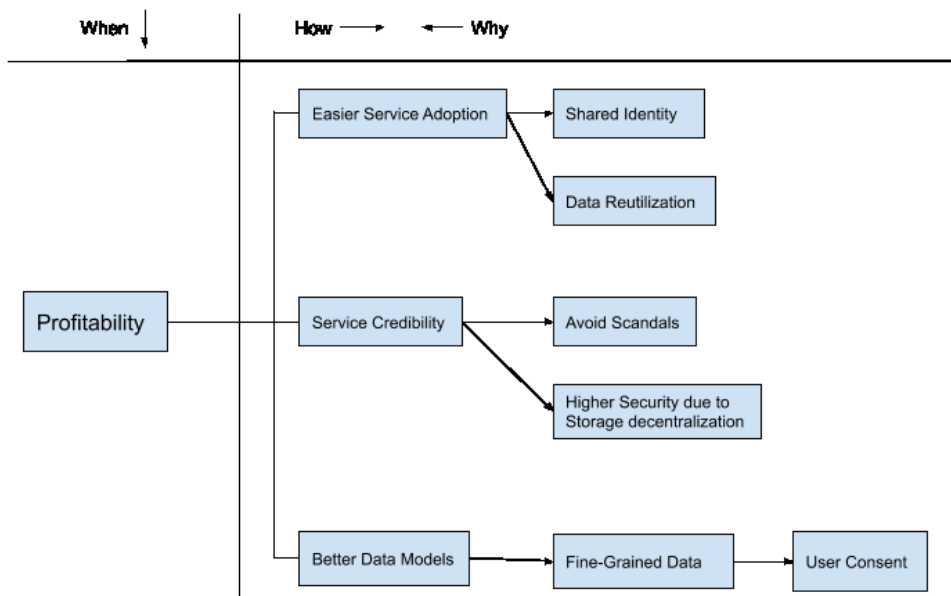 When
How
Why
Easier Service Adoption
Shared Identity
Data Reutilization
Profitability
Service Credibility
Avoid Scandals
Higher Security due to
Storage decentralization
Better Data Models
Fine-Grained Data
User Consent